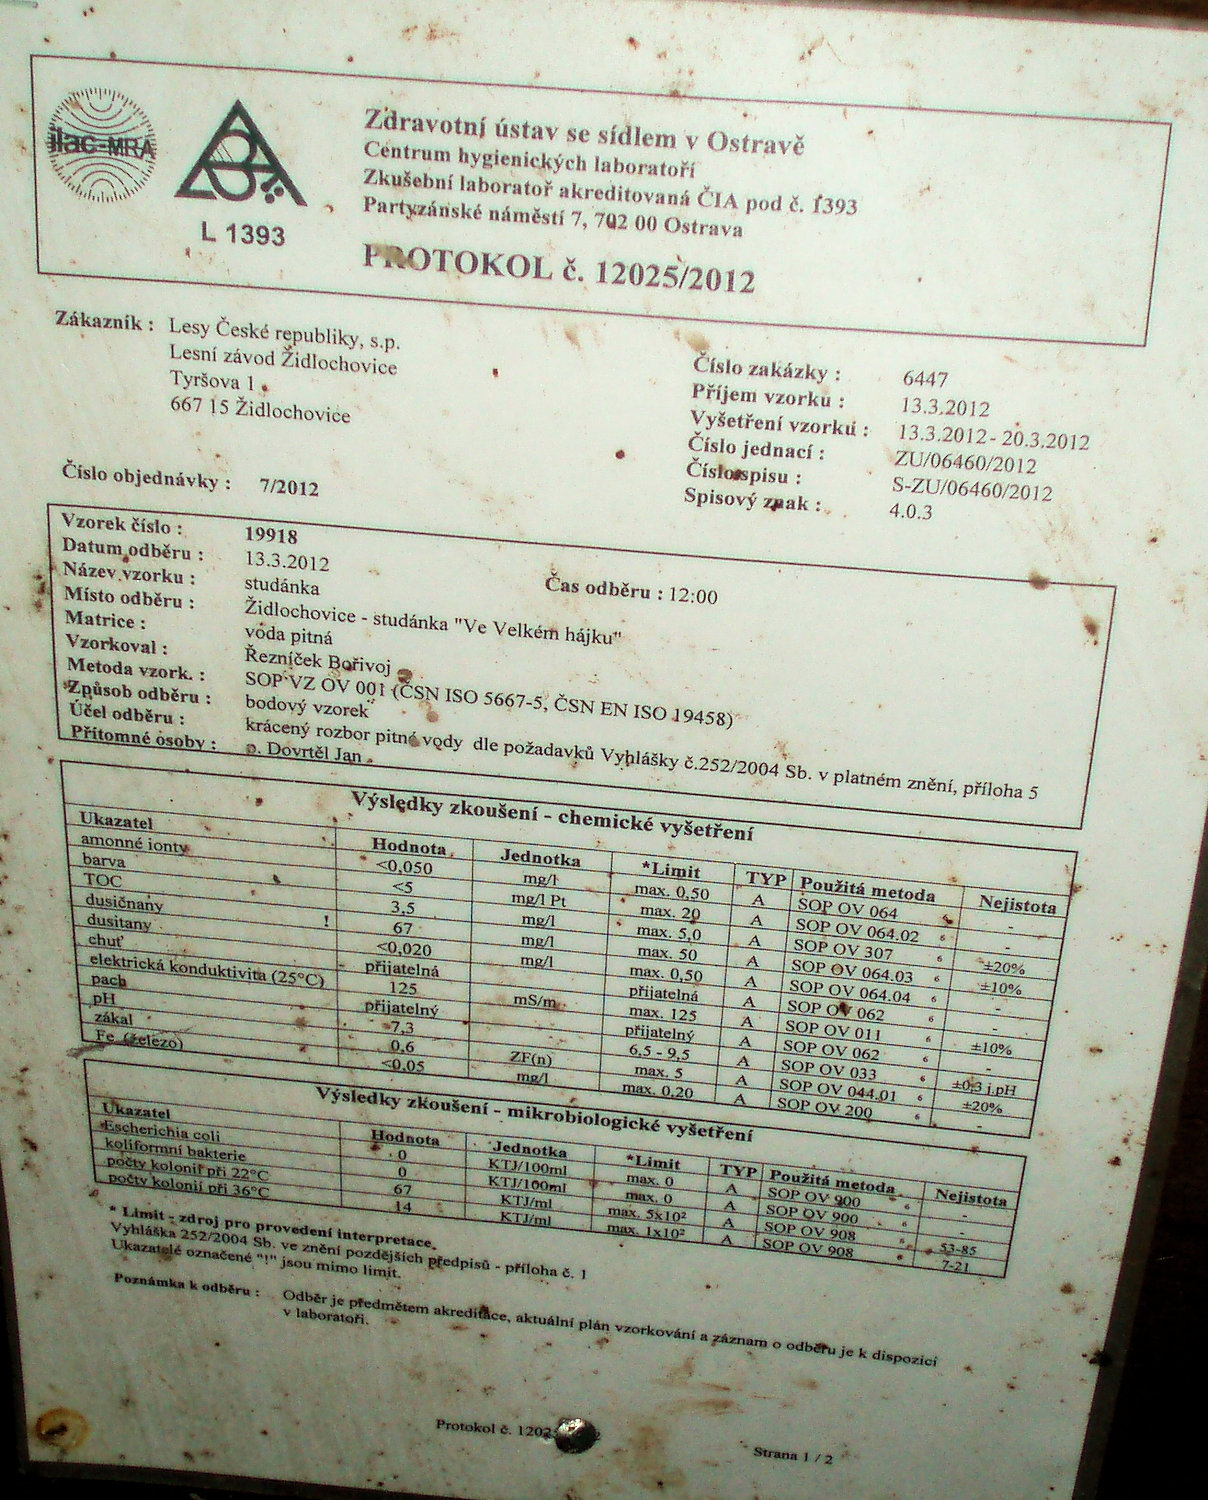 ilac-MRA
L 1393
Zdravotní ústav se sídlem v Ostravě
Centrum hygienických laboratoří
Zkušební laboratoř akreditovaná ČIA pod č. 1393
Partyzánské náměstí 7, 702 00 Ostrava
PROTOKOL č. 12025/2012
Zákazník : Lesy České republiky, s.p.
Lesní závod Židlochovice
Tyršova 1
667 15 Židlochovice
Číslo zakázky : 6447
Příjem vzorku : 13.3.2012
Vyšetření vzorku : 13.3.2012 - 20.3.2012
Číslo jednací : ZU/06460/2012
Číslo spisu : S-ZU/06460/2012
Spisový znak : 4.0.3
Číslo objednávky : 7/2012
Vzorek číslo : 19918
Datum odběru : 13.3.2012 Čas odběru : 12:00
Název vzorku : studánka
Místo odběru : Židlochovice - studánka "Ve Velkém hájku"
Matrice : voda pitná
Vzorkoval : Řezníček Bořivoj
Metoda vzork. : SOP VZ OV 001 (ČSN ISO 5667-5, ČSN EN ISO 19458)
Způsob odběru : bodový vzorek
Účel odběru : krácený rozbor pitné vody dle požadavků Vyhlášky č.252/2004 Sb. v platném znění, příloha 5
Přítomné osoby : p. Dovrtěl Jan
Výsledky zkoušení - chemické vyšetření
Ukazatel Hodnota Jednotka *Limit TYP Použitá metoda Nejistota
amonné ionty <0,050 mg/l max. 0,50 A SOP OV 064 6 -
barva <5 mg/l Pt max. 20 A SOP OV 064.02 6 -
TOC 3,5 mg/l max. 5,0 A SOP OV 307 6 ±20%
dusičnany ! 67 mg/l max. 50 A SOP OV 064.03 6 ±10%
dusitany <0,020 mg/l max. 0,50 A SOP OV 064.04 6 -
chuť přijatelná přijatelná A SOP OV 062 6 -
elektrická konduktivita (25°C) 125 mS/m max. 125 A SOP OV 011 6 ±10%
pach přijatelný přijatelný A SOP OV 062 6 -
pH 7,3 6,5 - 9,5 A SOP OV 033 6 ±0,3 j.pH
zákal 0,6 ZF(n) max. 5 A SOP OV 044.01 6 ±20%
Fe (železo) <0,05 mg/l max. 0,20 A SOP OV 200 6 -
Výsledky zkoušení - mikrobiologické vyšetření
Ukazatel Hodnota Jednotka *Limit TYP Použitá metoda Nejistota
Escherichia coli 0 KTJ/100ml max. 0 A SOP OV 900 6 -
koliformní bakterie 0 KTJ/100ml max. 0 A SOP OV 900 6 -
počty kolonií při 22°C 67 KTJ/ml max. 5x10² A SOP OV 908 6 53-85
počty kolonií při 36°C 14 KTJ/ml max. 1x10² A SOP OV 908 6 7-21
* Limit - zdroj pro provedení interpretace
Vyhláška 252/2004 Sb. ve znění pozdějších předpisů - příloha č. 1
Ukazatelé označené "!" jsou mimo limit.
Poznámka k odběru : Odběr je předmětem akreditace, aktuální plán vzorkování a záznam o odběru je k dispozici
v laboratoři.
Protokol č. 12025
Strana 1 / 2